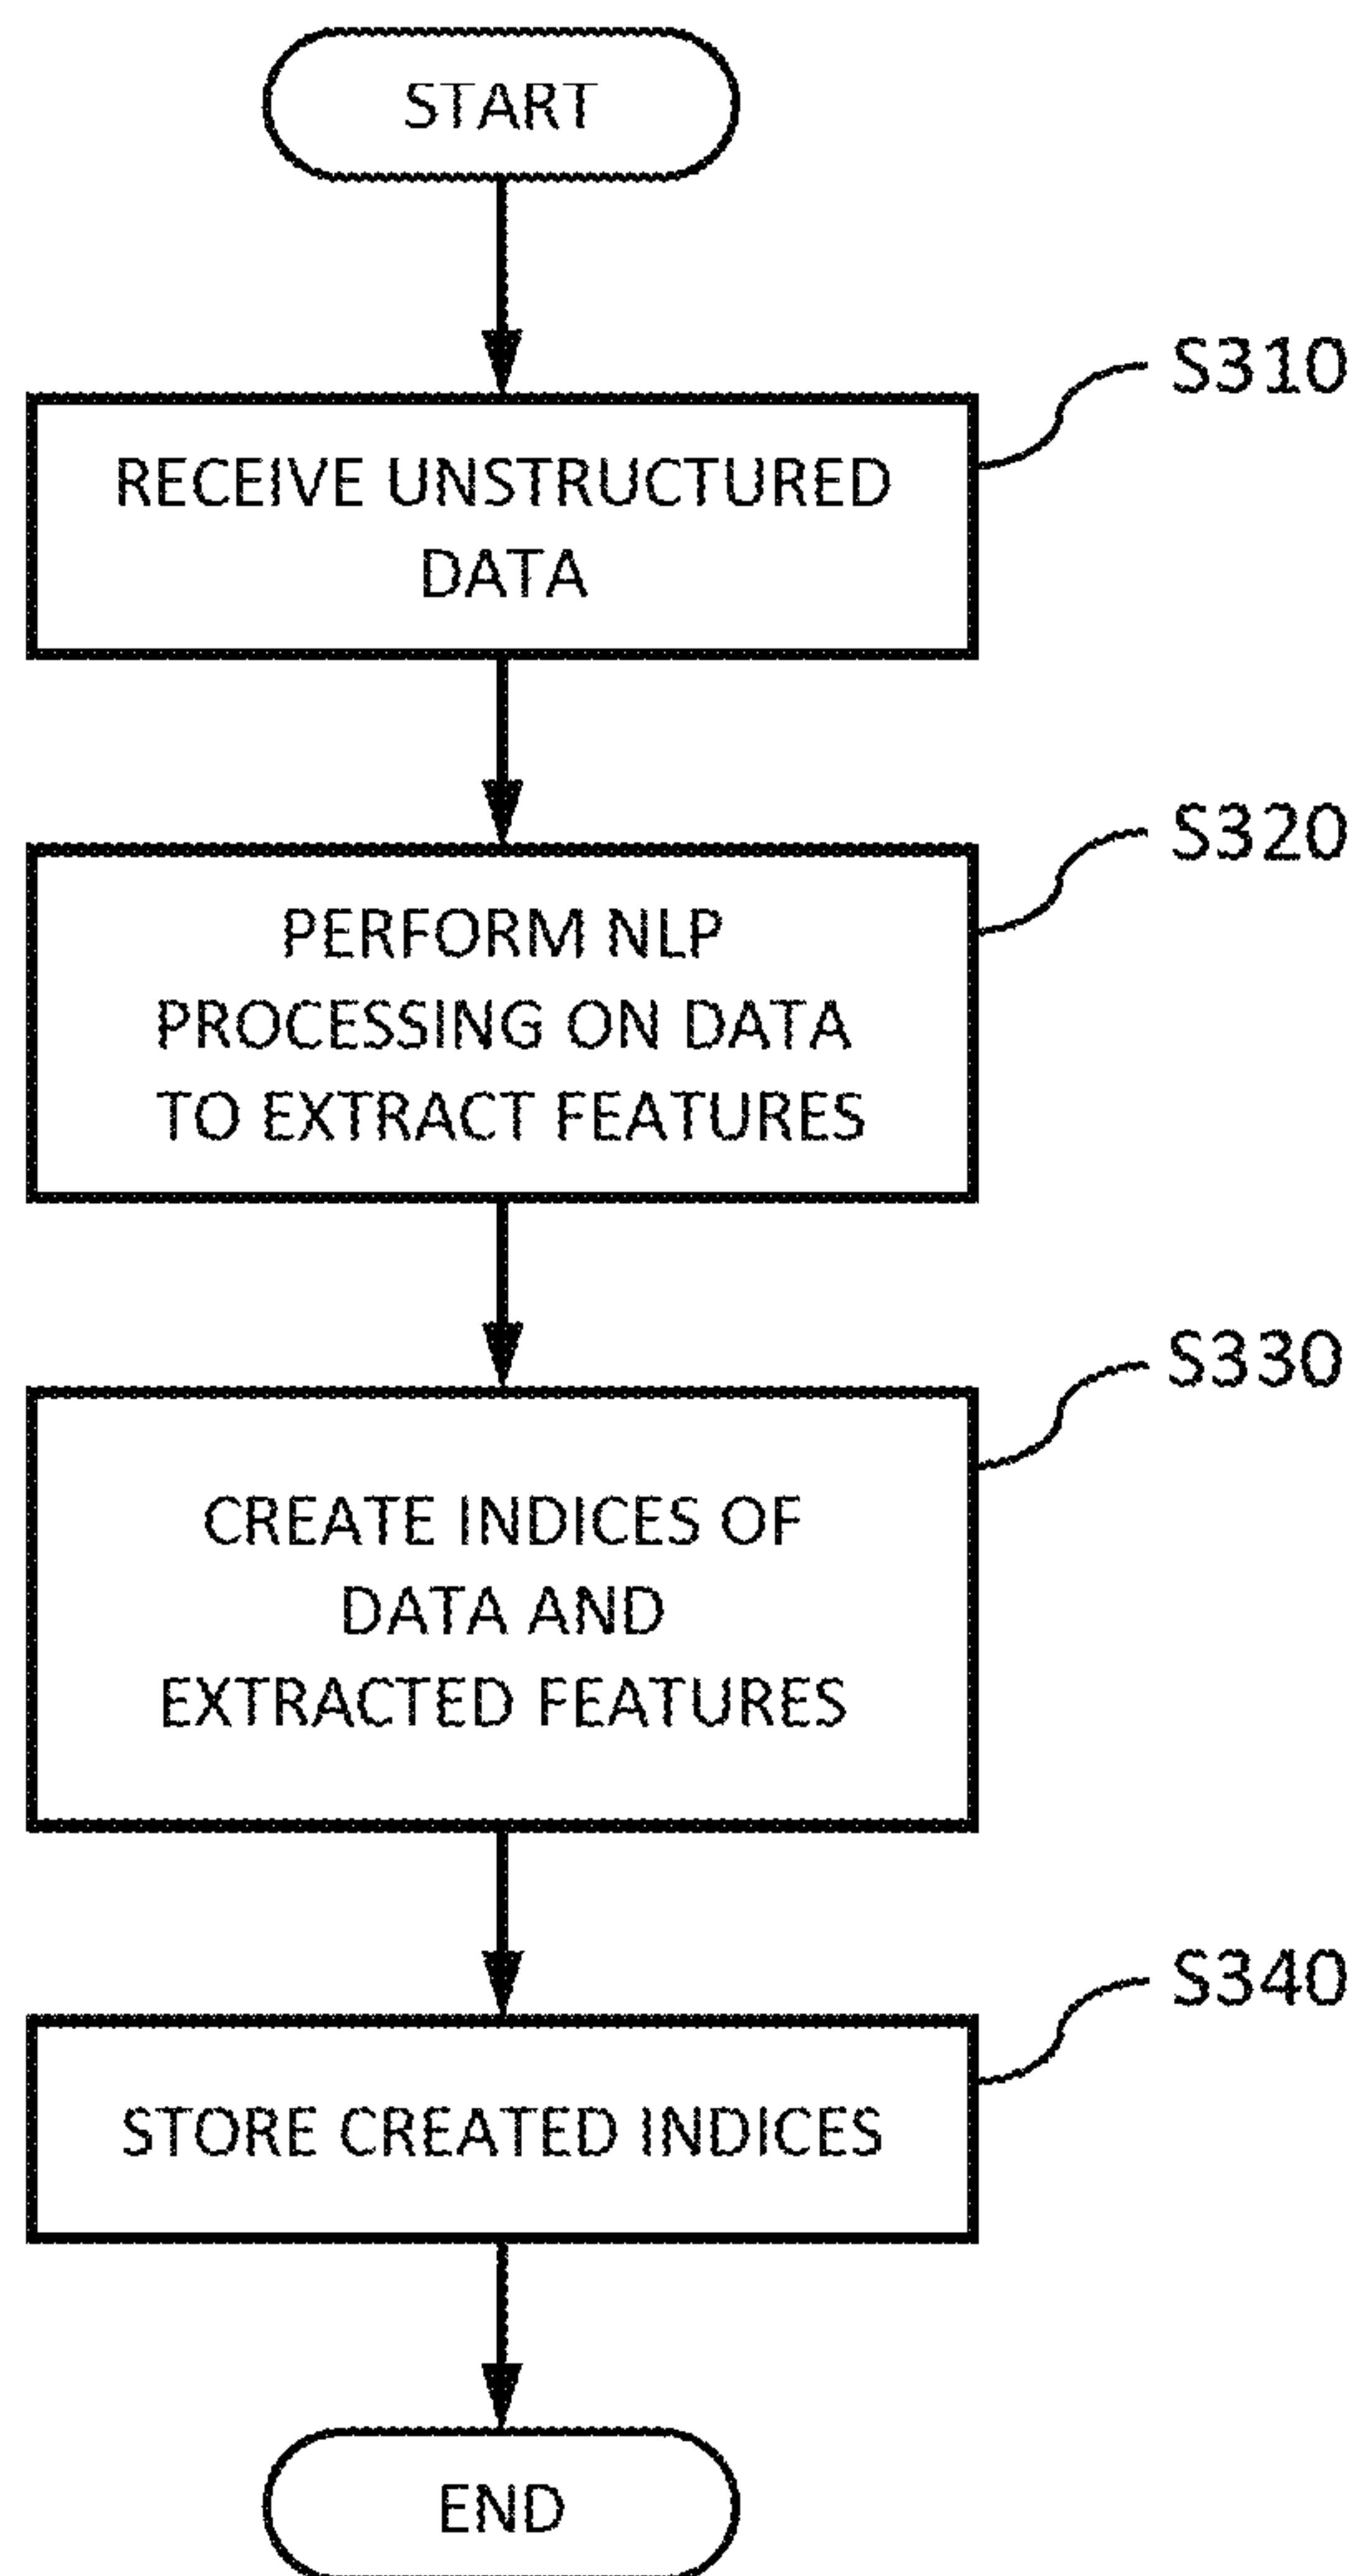 START
S310
RECEIVE UNSTRUCTURED
DATA
S320
PERFORM NLP
PROCESSING ON DATA
TO EXTRACT FEATURES
S330
CREATE INDICES OF
DATA AND
EXTRACTED FEATURES
S340
STORE CREATED INDICES
END